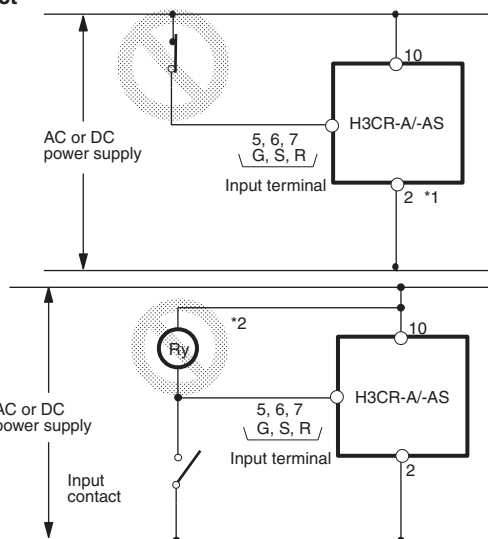 10
H3CR-A/-AS
AC or DC
power supply
5, 6, 7
G, S, R
Input terminal
2 *1
*2
10
Ry
H3CR-A/-AS
AC or DC
power supply
5, 6, 7
G, S, R
Input terminal
2
Input
contact